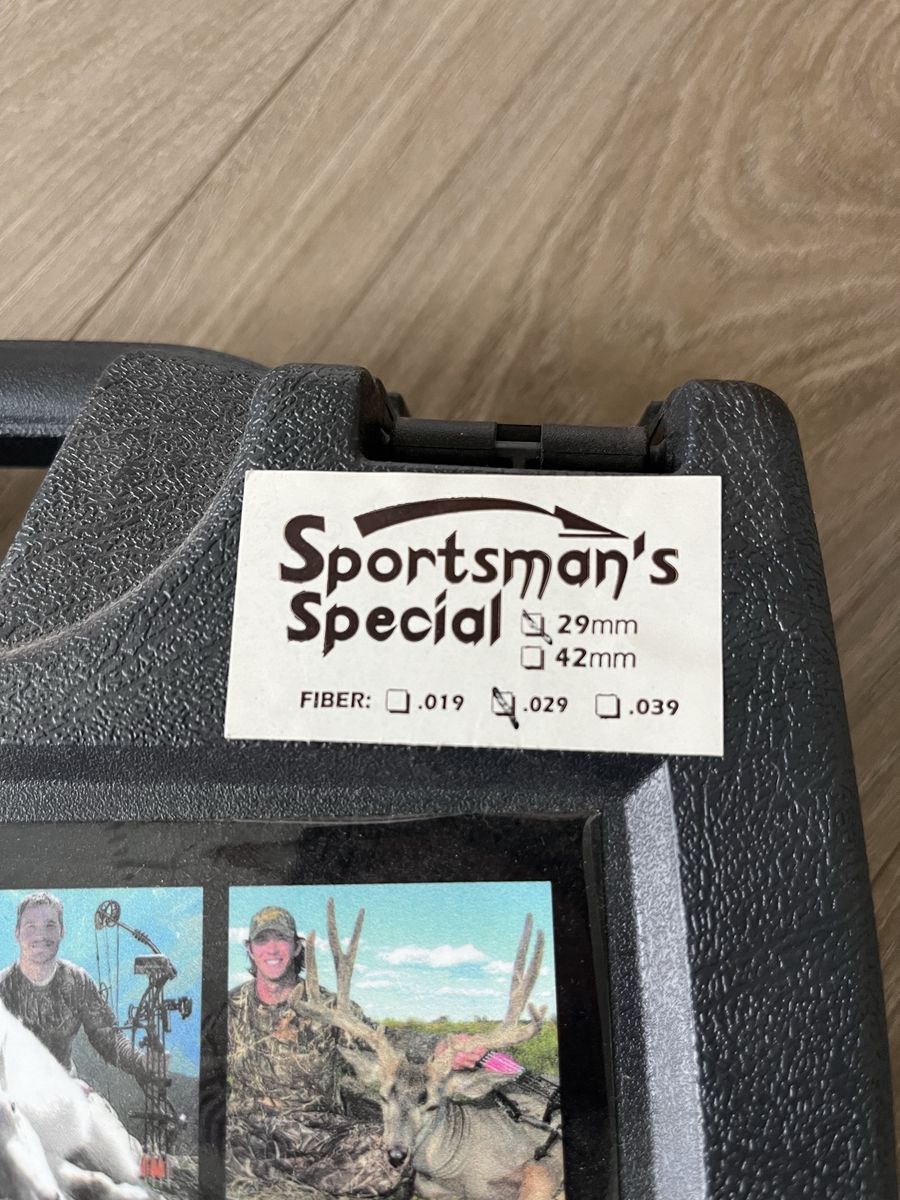 Sportsman's
Special
29mm
42mm
FIBER: .019 .029 .039